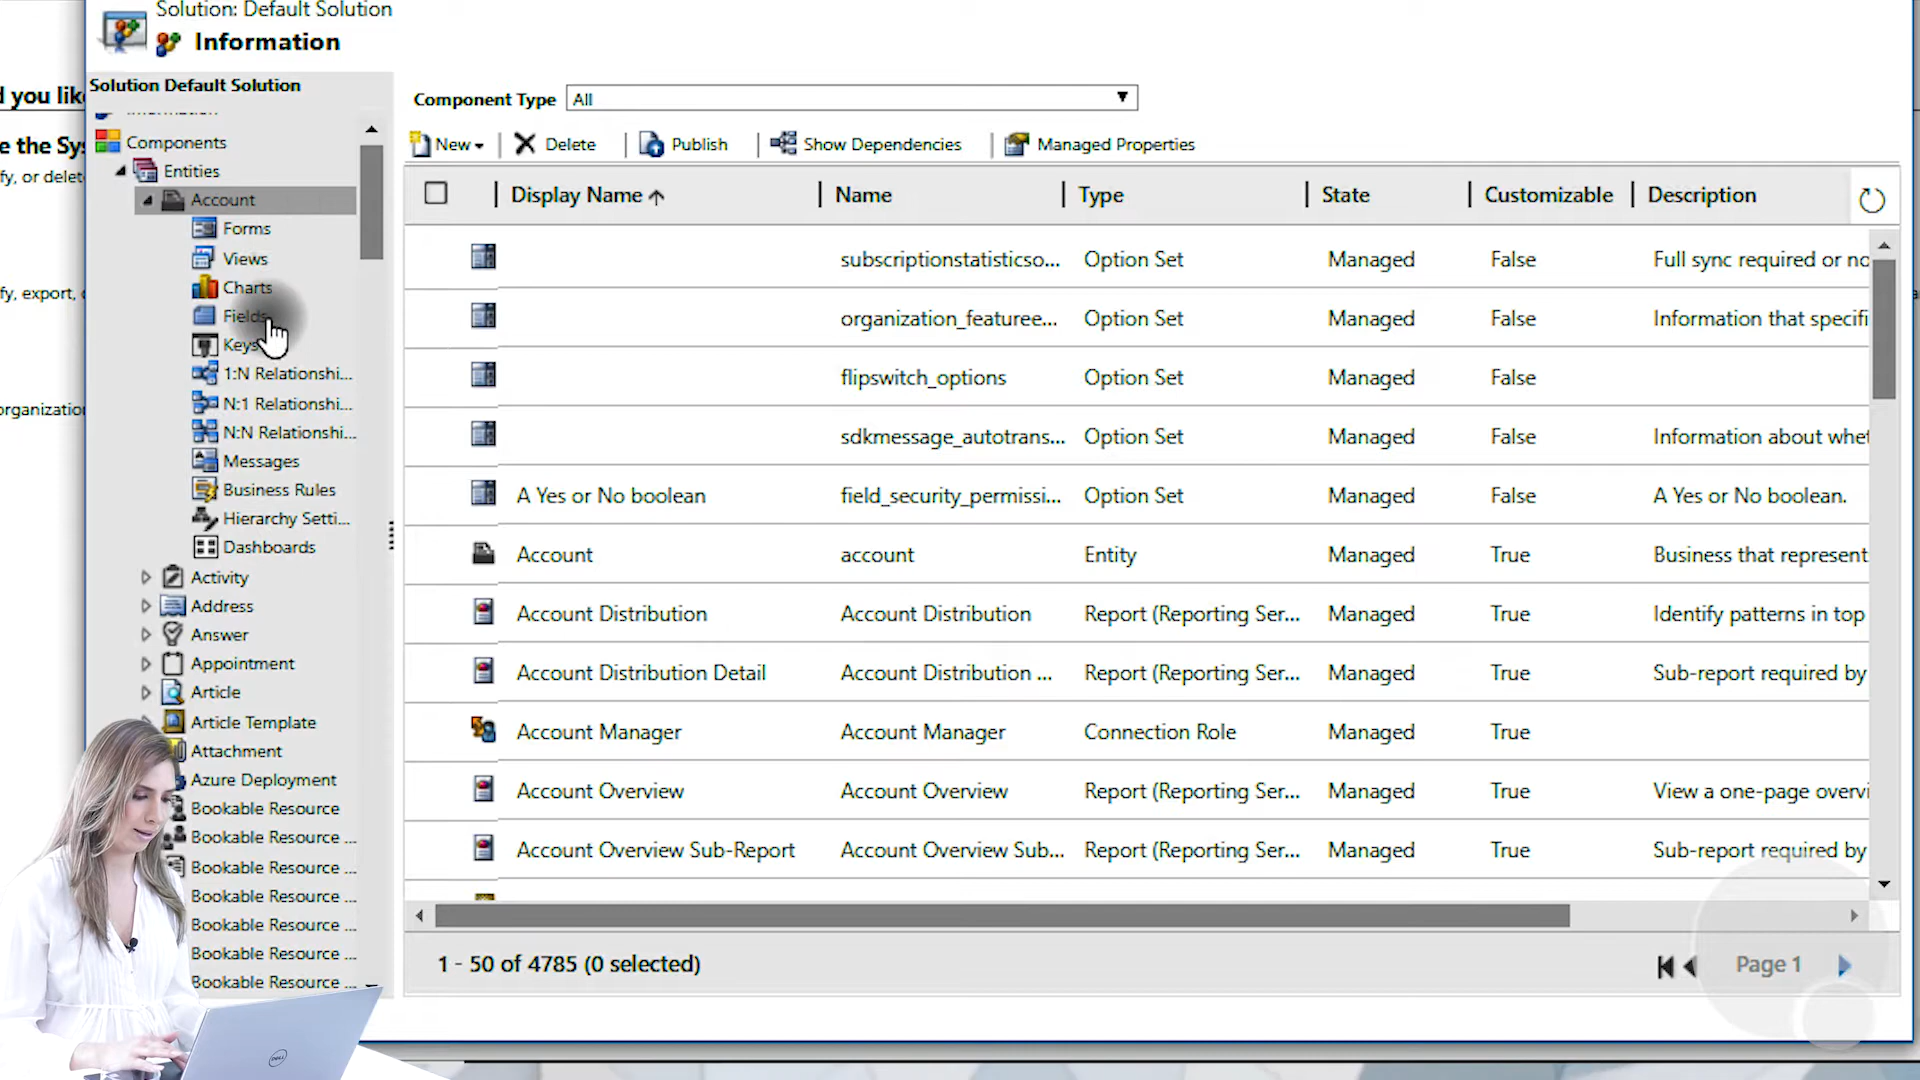 Solution: Default Solution
Information
Solution Default Solution
d you like
e the Sys
fy, or delet
fy, export,
organization
Components
Entities
Account
Forms
Views
Charts
Fields
Keys
1:N Relationshi...
N:1 Relationshi...
N:N Relationshi...
Messages
Business Rules
Hierarchy Setti...
Dashboards
Activity
Address
Answer
Appointment
Article
Article Template
Attachment
Azure Deployment
Bookable Resource
Bookable Resource ...
Bookable Resource ...
Bookable Resource ...
Bookable Resource ...
Bookable Resource ...
Bookable Resource ...
Component Type All
New Delete Publish Show Dependencies Managed Properties
Display Name Name Type State Customizable Description
subscriptionstatisticso... Option Set Managed False Full sync required or no
organization_featuree... Option Set Managed False Information that specifi
flipswitch_options Option Set Managed False
sdkmessage_autotrans... Option Set Managed False Information about whet
A Yes or No boolean field_security_permissi... Option Set Managed False A Yes or No boolean.
Account account Entity Managed True Business that represent
Account Distribution Account Distribution Report (Reporting Ser... Managed True Identify patterns in top
Account Distribution Detail Account Distribution ... Report (Reporting Ser... Managed True Sub-report required by
Account Manager Account Manager Connection Role Managed True
Account Overview Account Overview Report (Reporting Ser... Managed True View a one-page overvi
Account Overview Sub-Report Account Overview Sub... Report (Reporting Ser... Managed True Sub-report required by
1 - 50 of 4785 (0 selected)
Page 1
DELL